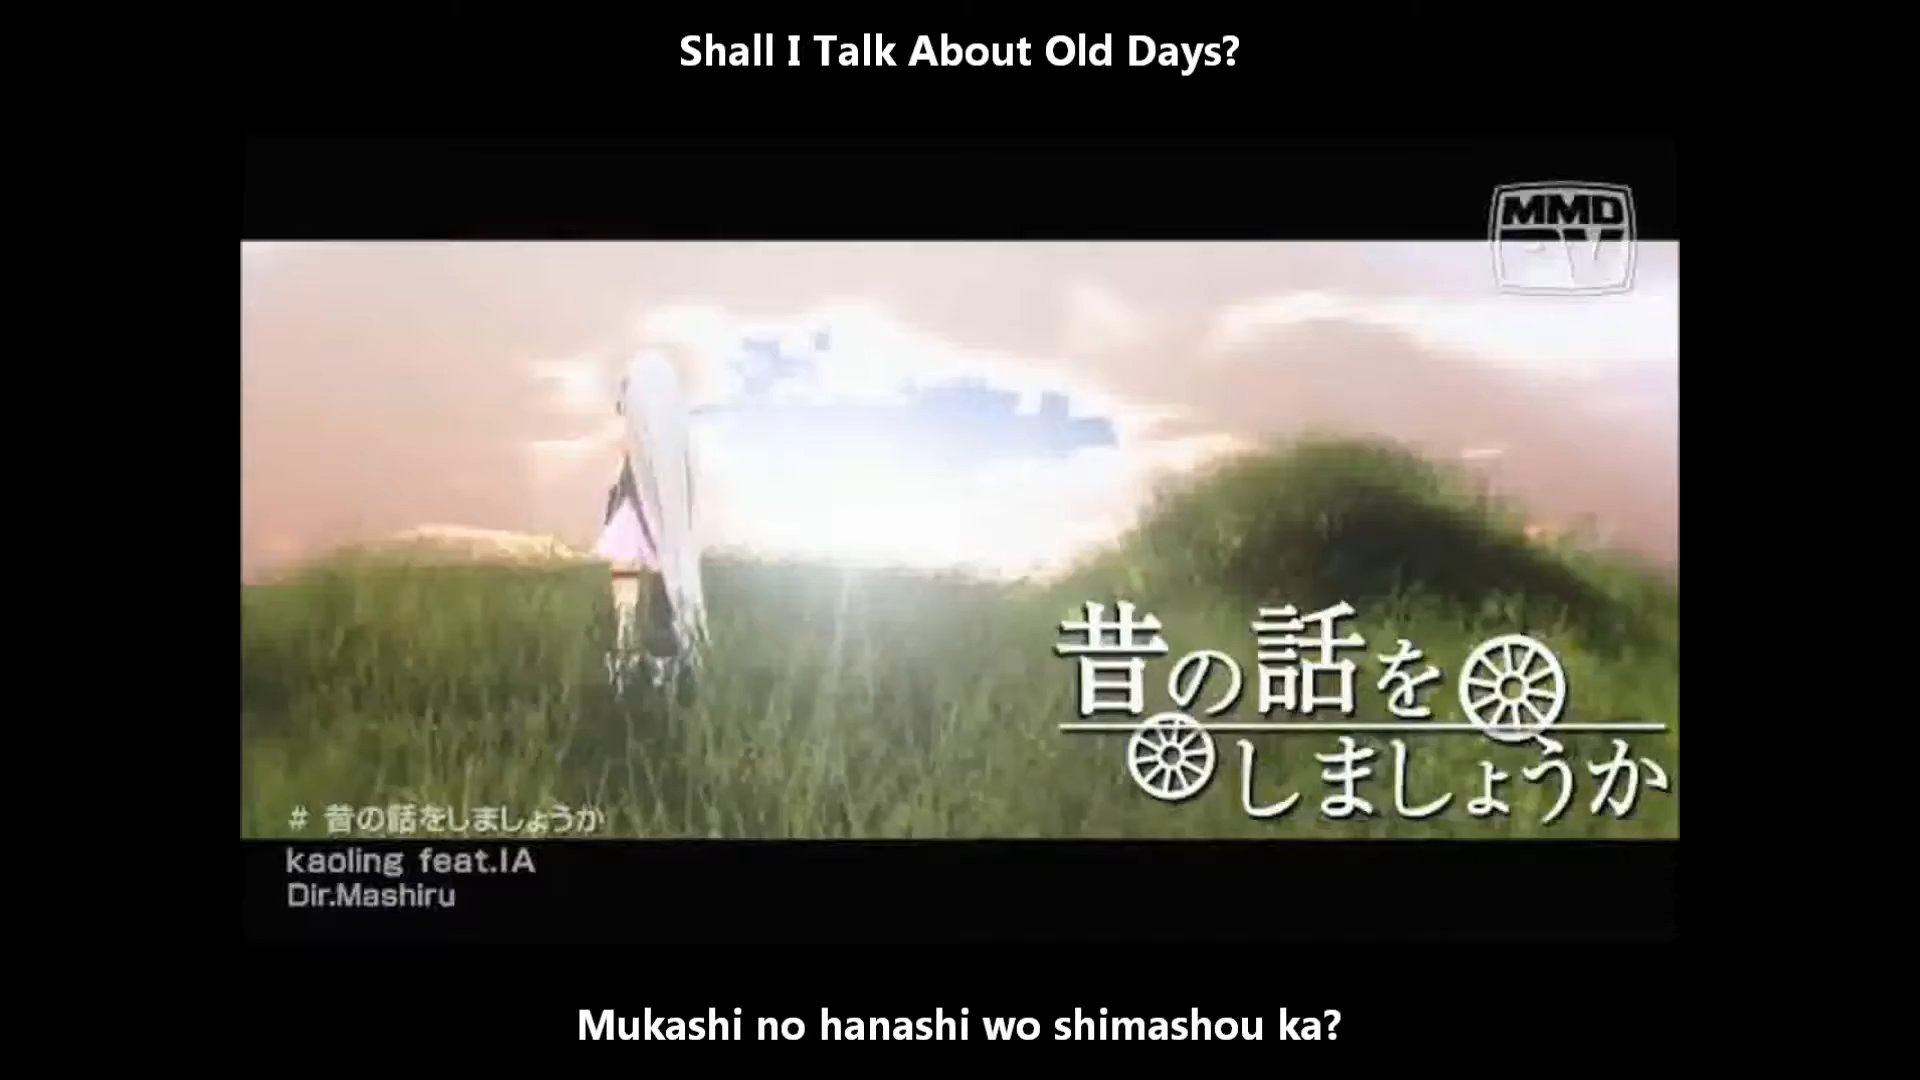 Shall I Talk About Old Days?
MMD
PV
昔の話を
しましょうか
# 昔の話をしましょうか
kaoling feat.IA
Dir.Mashiru
Mukashi no hanashi wo shimashou ka?